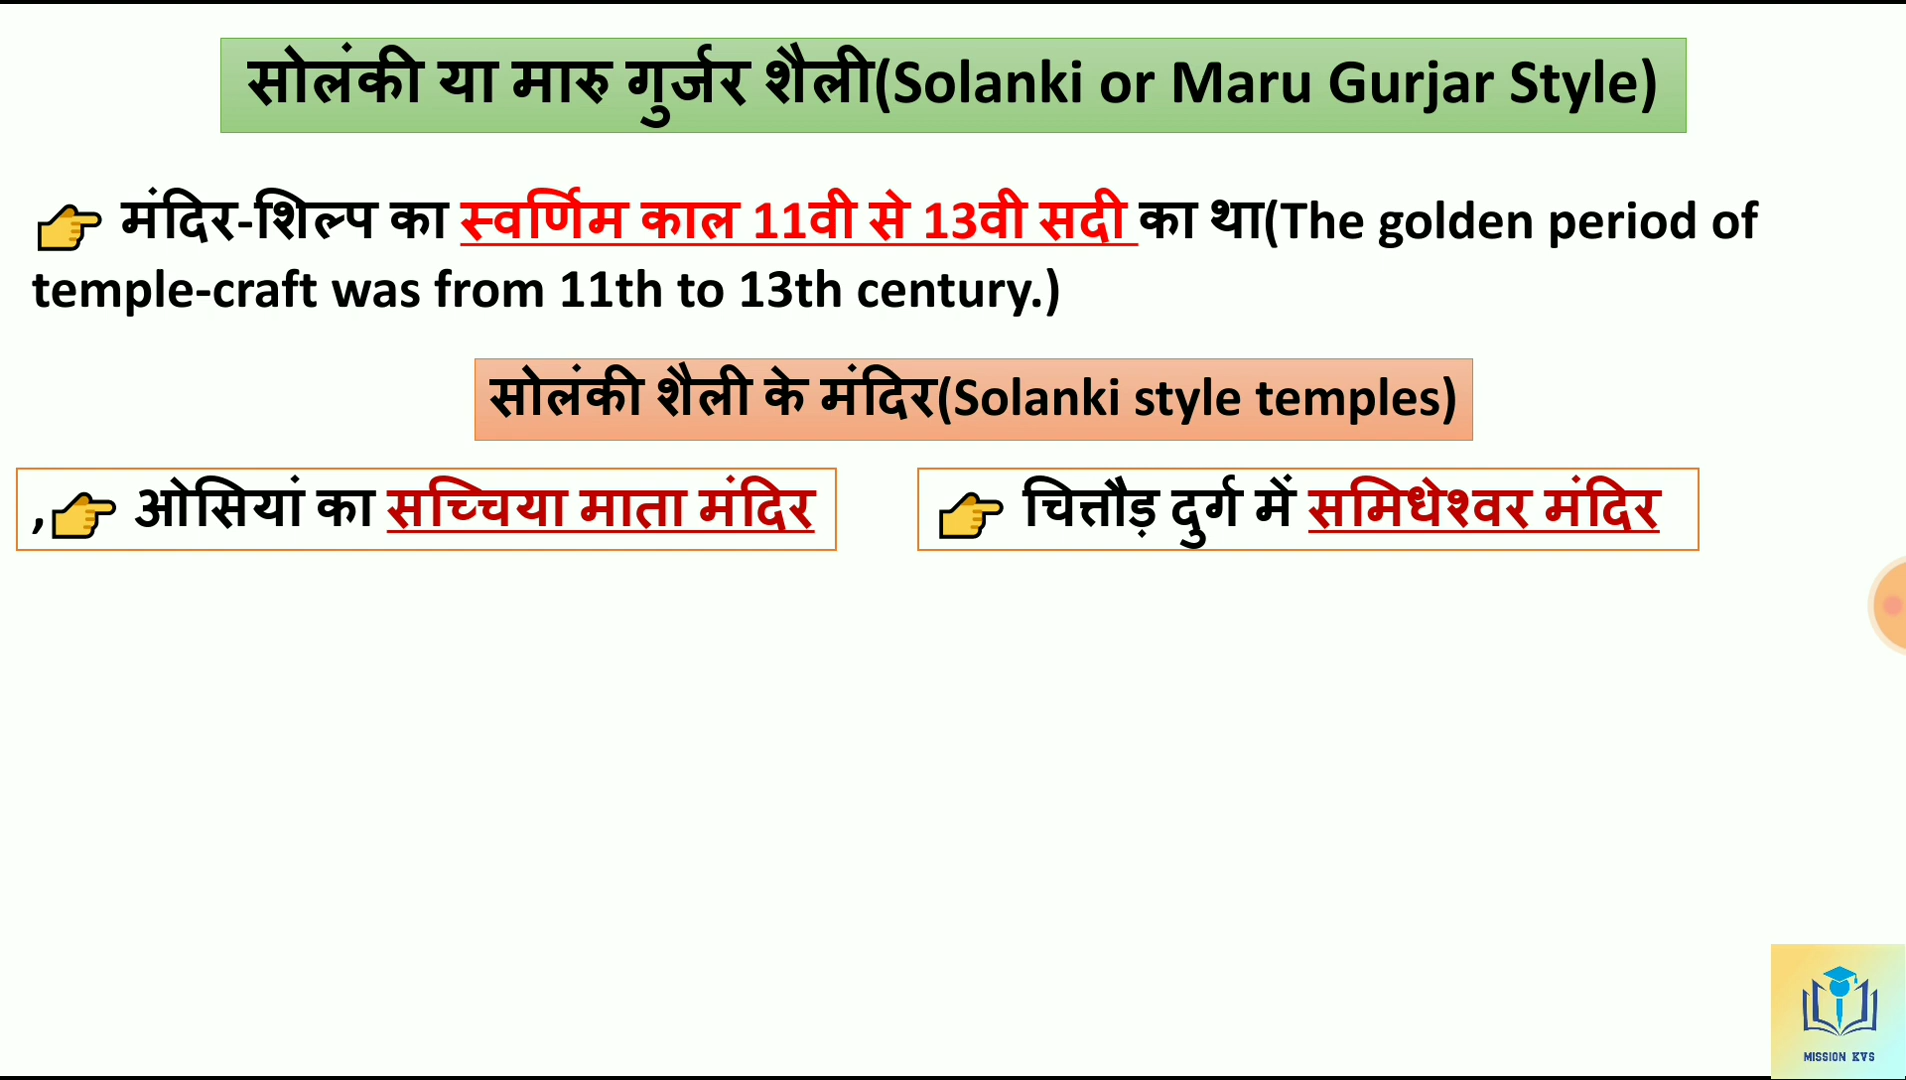 सोलंकी या मारु गुर्जर शैली(Solanki or Maru Gurjar Style)
👉 मंदिर-शिल्प का स्वर्णिम काल 11वी से 13वी सदी का था(The golden period of
temple-craft was from 11th to 13th century.)
सोलंकी शैली के मंदिर(Solanki style temples)
,👉 ओसियां का सच्चिया माता मंदिर
👉 चित्तौड़ दुर्ग में समिधेश्वर मंदिर
MISSION KVS